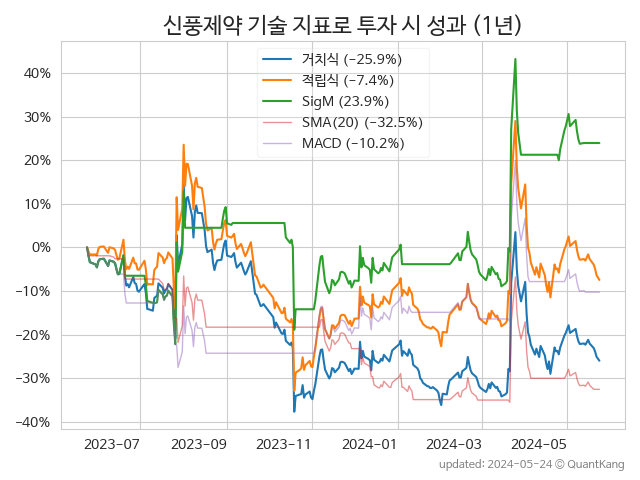 신풍제약 기술 지표로 투자 시 성과 (1년)
거치식 (-25.9%)
적립식 (-7.4%)
SigM (23.9%)
SMA(20) (-32.5%)
MACD (-10.2%)
40%
30%
20%
10%
0%
-10%
-20%
-30%
-40%
2023-07 2023-09 2023-11 2024-01 2024-03 2024-05
updated: 2024-05-24 © QuantKang